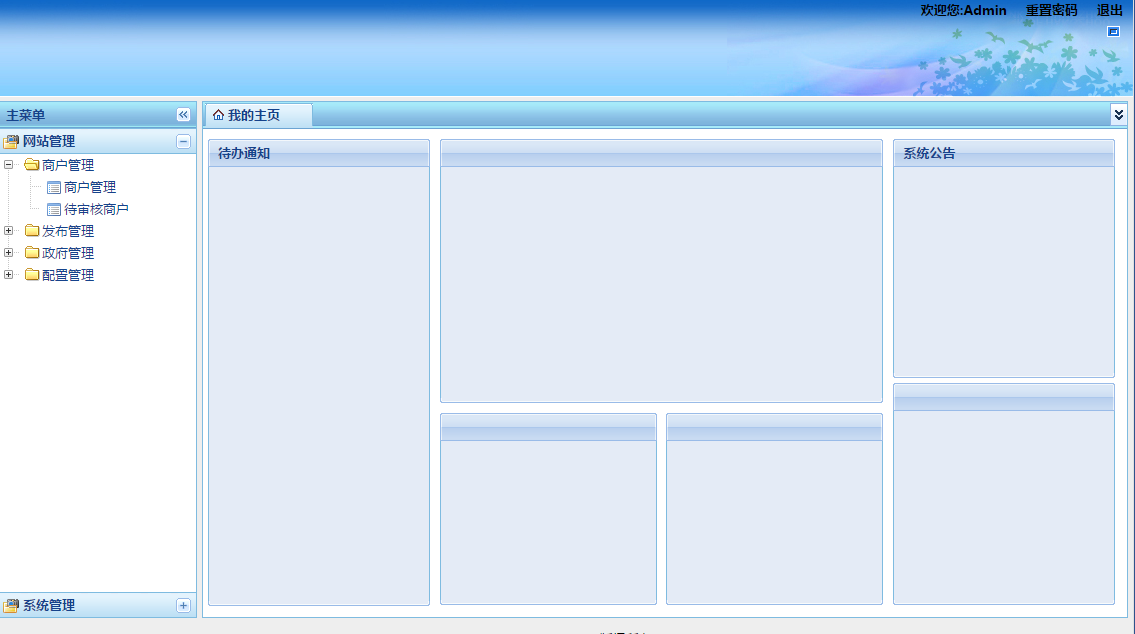 欢迎您:Admin 重置密码 退出
主菜单
我的主页
网站管理
商户管理
商户管理
待审核商户
发布管理
政府管理
配置管理
系统管理
待办通知
系统公告